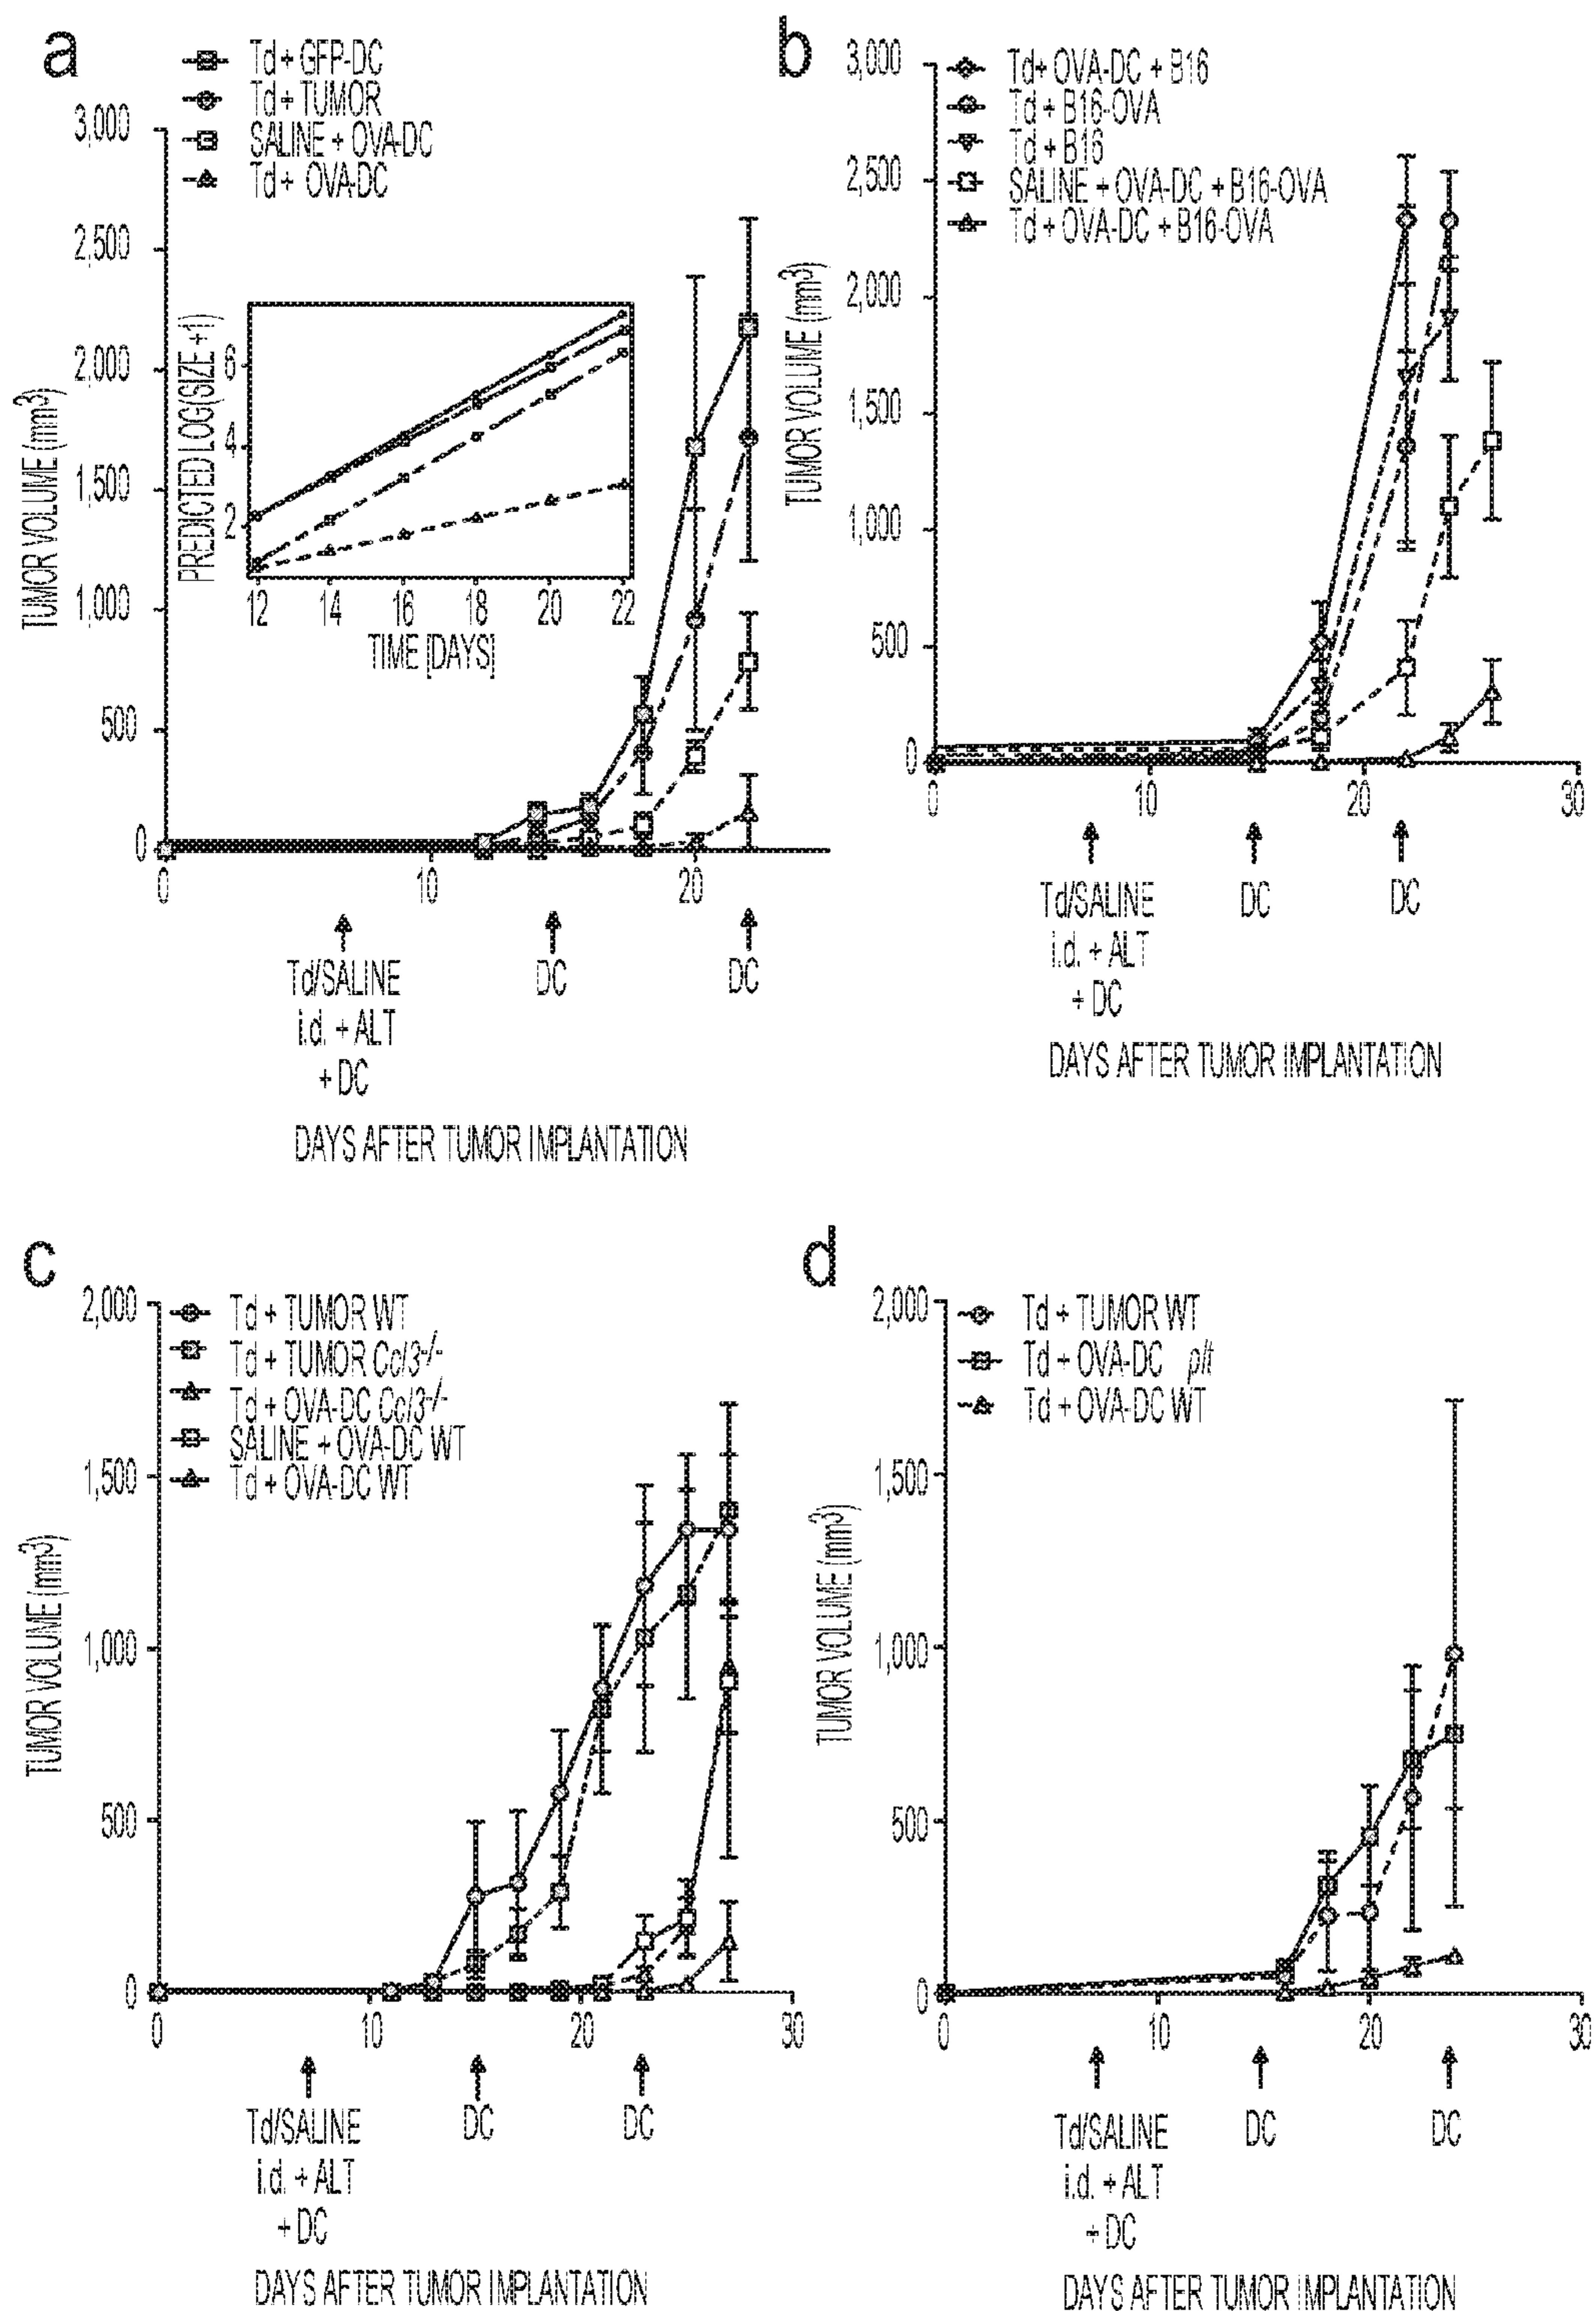 a
Td + GFP-DC
Td + TUMOR
SALINE + OVA-DC
Td + OVA-DC
3,000
2,500
2,000
1,500
1,000
500
0
TUMOR VOLUME (mm3)
PREDICTED LOG(SIZE +1)
6
4
2
12 14 16 18 20 22
TIME [DAYS]
0 10 20
Td/SALINE
i.d. + ALT
+ DC
DC
DC
DAYS AFTER TUMOR IMPLANTATION
b
Td+ OVA-DC + B16
Td + B16-OVA
Td + B16
SALINE + OVA-DC + B16-OVA
Td + OVA-DC + B16-OVA
3,000
2,500
2,000
1,500
1,000
500
0
TUMOR VOLUME (mm3)
0 10 20 30
Td/SALINE
i.d. + ALT
+ DC
DC
DC
DAYS AFTER TUMOR IMPLANTATION
c
Td + TUMOR WT
Td + TUMOR Ccl3-/-
Td + OVA-DC Ccl3-/-
SALINE + OVA-DC WT
Td + OVA-DC WT
2,000
1,500
1,000
500
0
TUMOR VOLUME (mm3)
0 10 20 30
Td/SALINE
i.d. + ALT
+ DC
DC
DC
DAYS AFTER TUMOR IMPLANTATION
d
Td + TUMOR WT
Td + OVA-DC plt
Td + OVA-DC WT
2,000
1,500
1,000
500
0
TUMOR VOLUME (mm3)
0 10 20 30
Td/SALINE
i.d. + ALT
+ DC
DC
DC
DAYS AFTER TUMOR IMPLANTATION